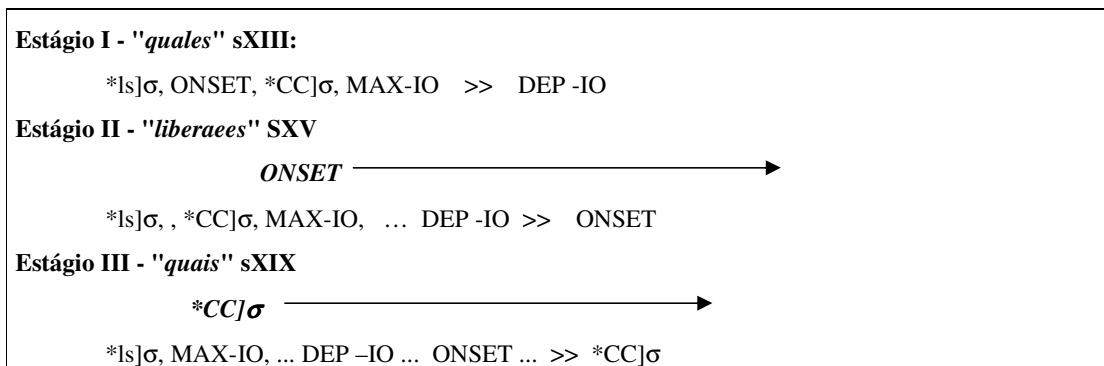 Estágio I - "quales" sXIII:
*ls]σ, ONSET, *CC]σ, MAX-IO >> DEP -IO
Estágio II - "liberaees" SXV
ONSET
*ls]σ, , *CC]σ, MAX-IO, … DEP -IO >> ONSET
Estágio III - "quais" sXIX
*CC]σ
*ls]σ, MAX-IO, ... DEP –IO ... ONSET ... >> *CC]σ